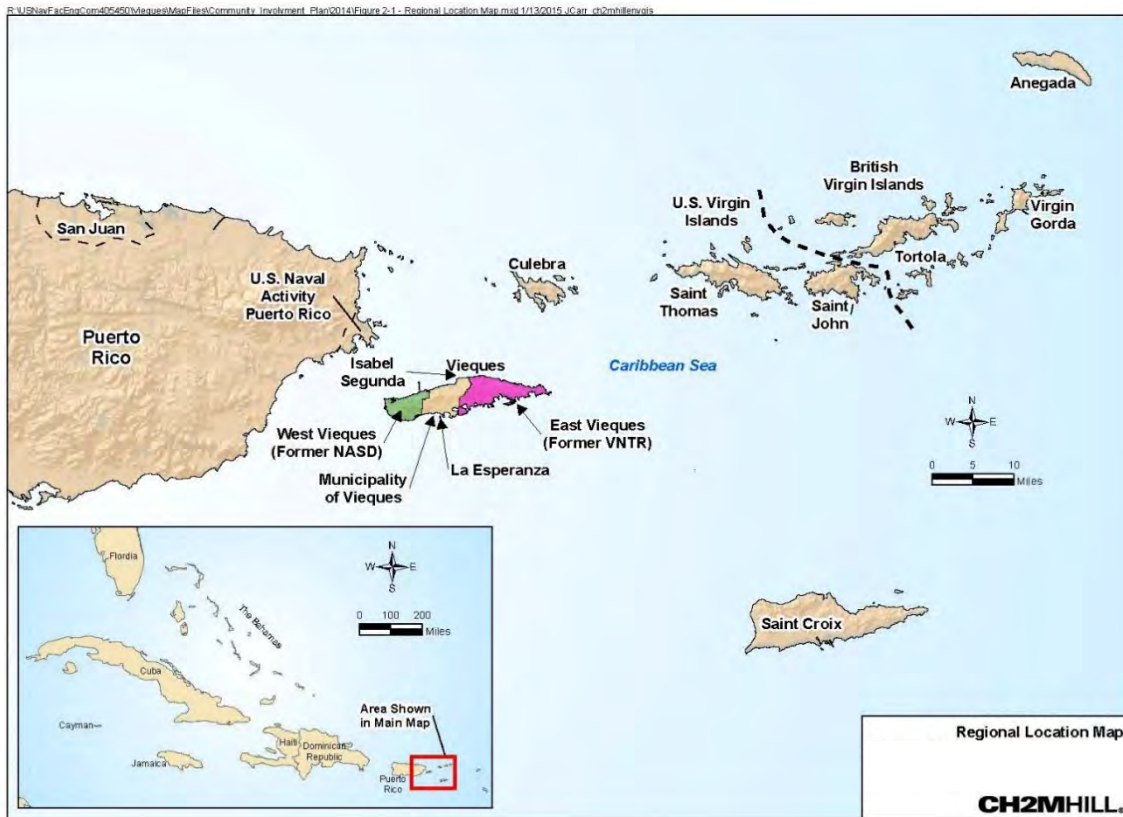 R:\USNavFacEngCom405450\Vieques\MapFiles\Community_Involvment_Plan\2014\Figure 2-1 - Regional Location Map.mxd 1/13/2015 JCarr_ch2mhillenvgis
Anegada
British
Virgin Islands
U.S. Virgin
Islands
Virgin
Gorda
San Juan
Tortola
Culebra
U.S. Naval
Activity
Puerto Rico
Saint
Thomas
Saint
John
Puerto
Rico
Isabel
Segunda
Vieques
Caribbean Sea
N
W E
S
West Vieques
(Former NASD)
East Vieques
(Former VNTR)
La Esperanza
Municipality
of Vieques
0 5 10
Miles
Flordia
N
W E
S
0 100 200
Miles
The Bahamas
Cuba
Cayman
Area Shown
in Main Map
Haiti
Dominican
Republic
Jamaica
Puerto
Rico
Saint Croix
Regional Location Map
CH2MHILL®